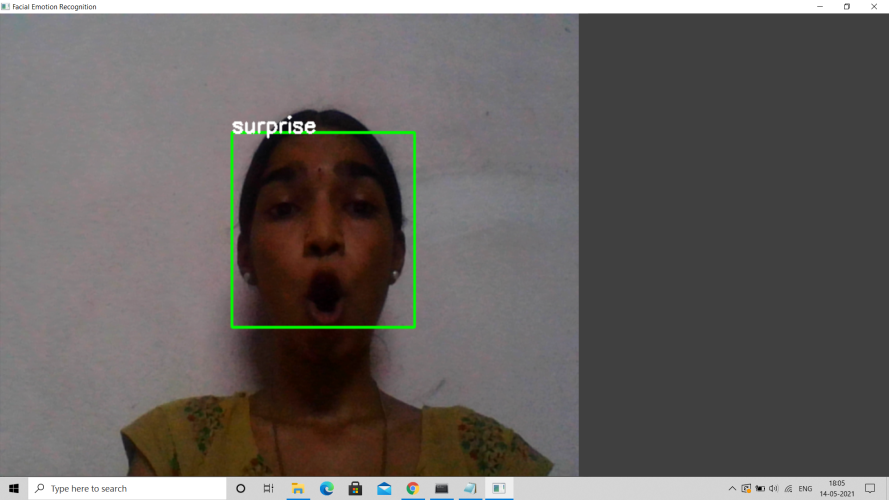 Facial Emotion Recognition
surprise
Type here to search
ENG
18:05
14-05-2021